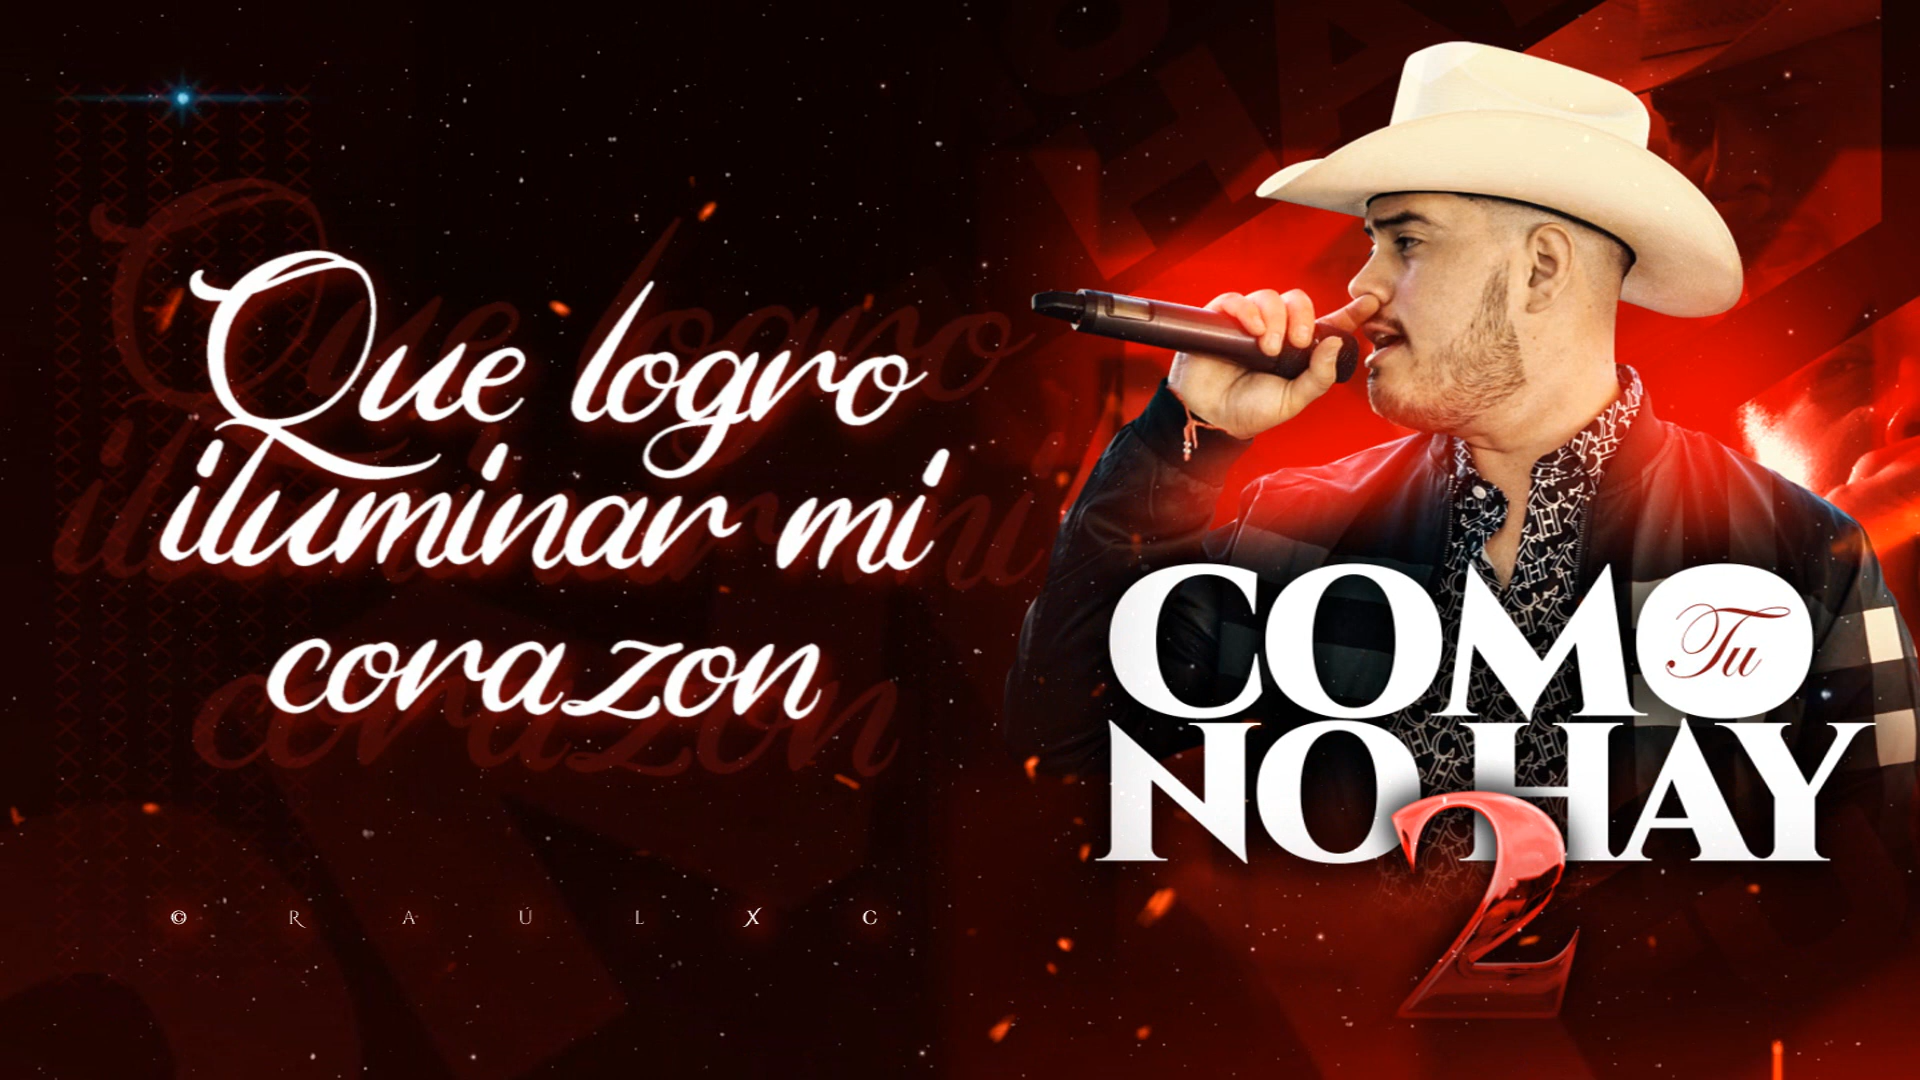 Que logro
iluminar mi
corazon
© R A Ú L X C
COMO
Tu
NO HAY
2